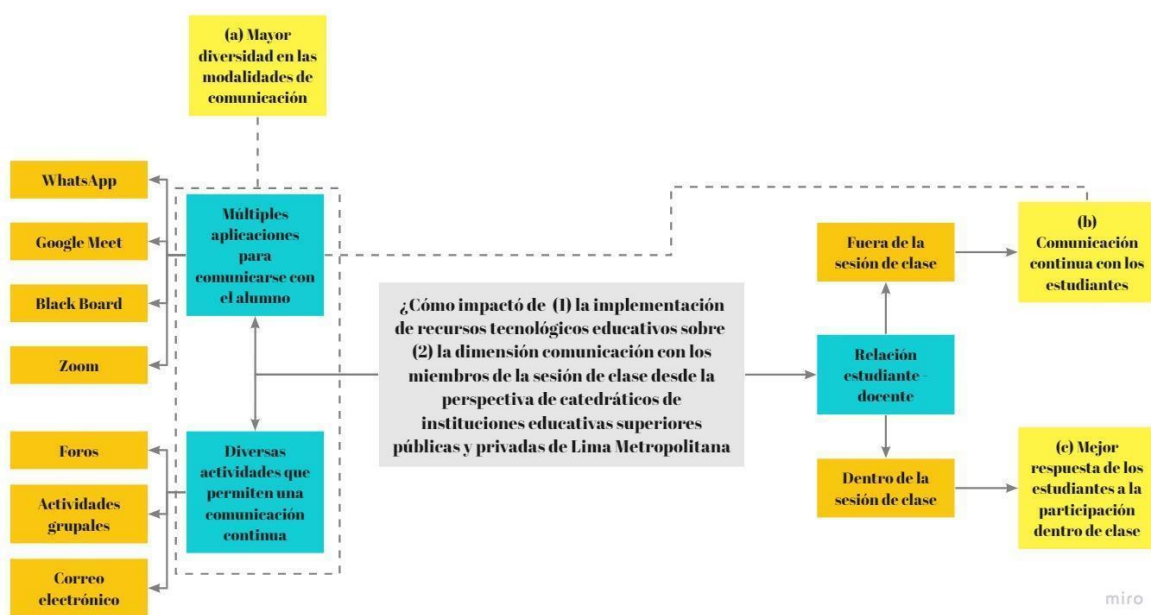 (a) Mayor
diversidad en las
modalidades de
comunicación
WhatsApp
Google Meet
Black Board
Zoom
Múltiples
aplicaciones
para
comunicarse con
el alumno
Foros
Actividades
grupales
Correo
electrónico
Diversas
actividades que
permiten una
comunicación
continua
¿Cómo impactó de (1) la implementación
de recursos tecnológicos educativos sobre
(2) la dimensión comunicación con los
miembros de la sesión de clase desde la
perspectiva de catedráticos de
instituciones educativas superiores
públicas y privadas de Lima Metropolitana
Fuera de la
sesión de clase
Relación
estudiante -
docente
Dentro de la
sesión de clase
(b)
Comunicación
continua con los
estudiantes
(c) Mejor
respuesta de los
estudiantes a la
participación
dentro de clase
miro